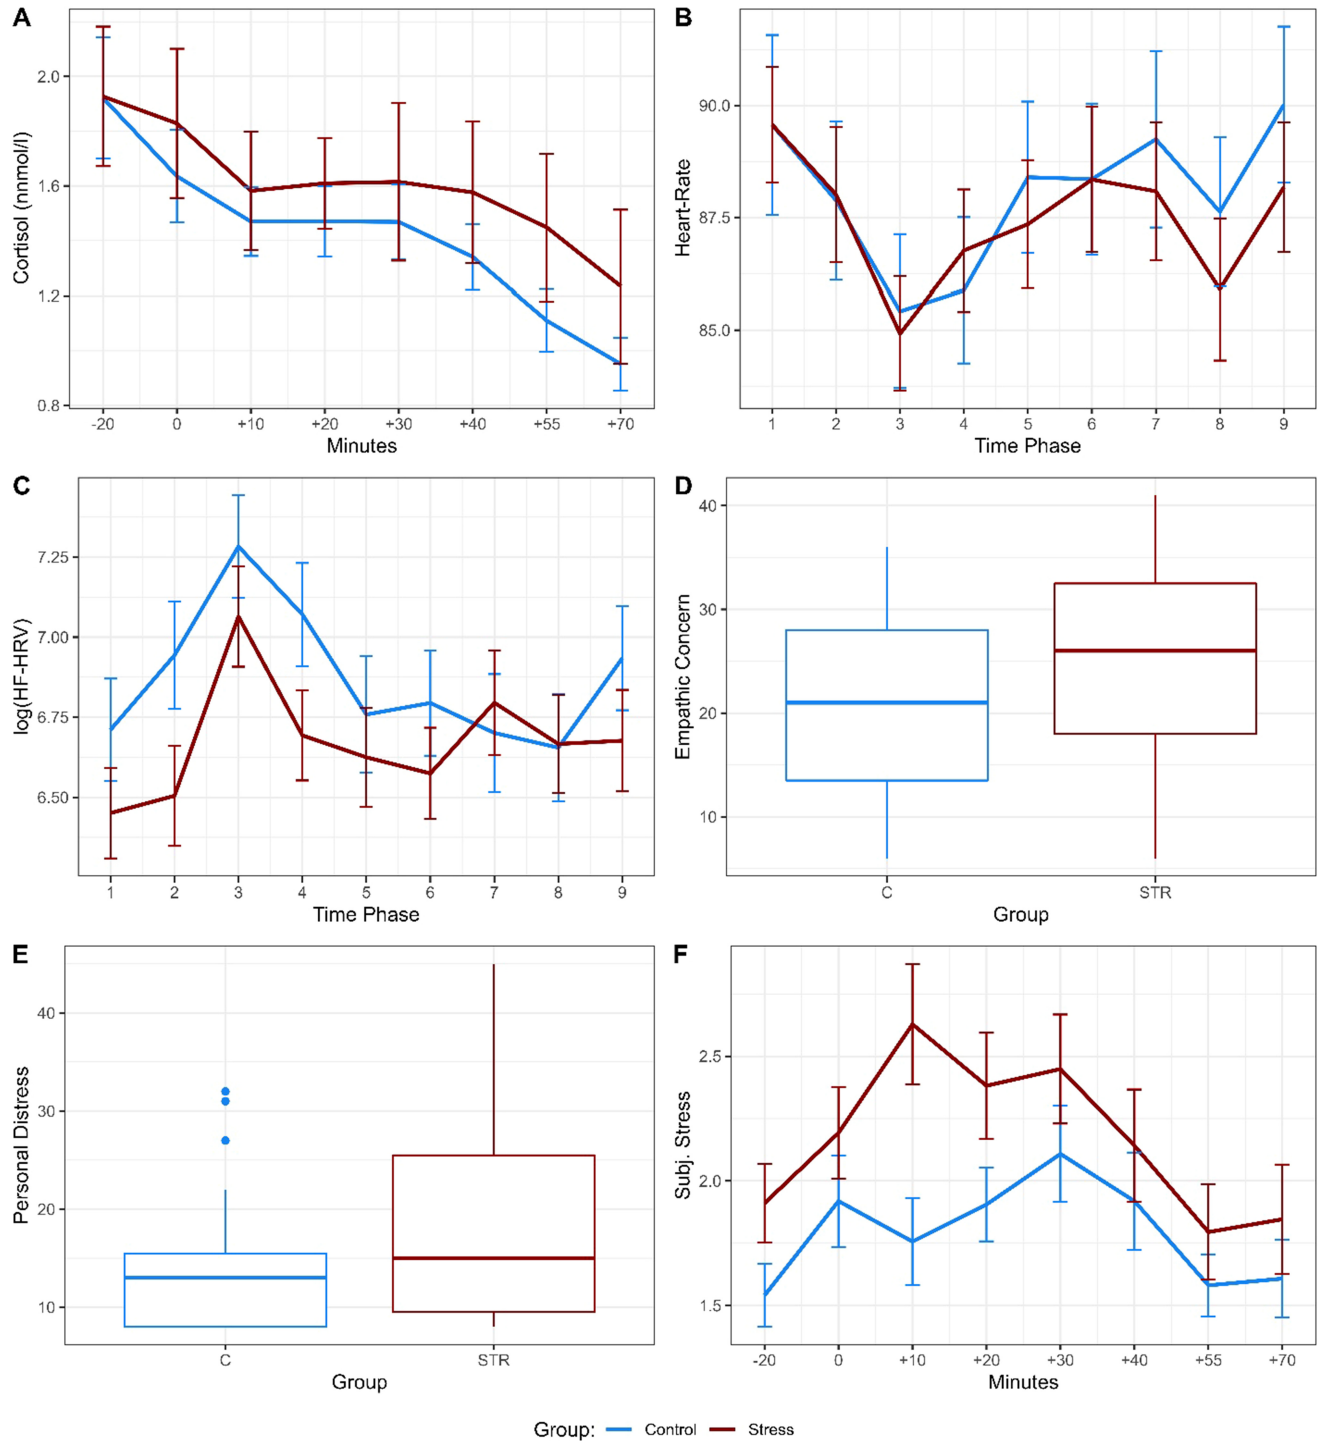 A
Cortisol (nnmol/l)
2.0
1.6
1.2
0.8
-20 0 +10 +20 +30 +40 +55 +70
Minutes
B
Heart-Rate
90.0
87.5
85.0
1 2 3 4 5 6 7 8 9
Time Phase
C
log(HF-HRV)
7.25
7.00
6.75
6.50
1 2 3 4 5 6 7 8 9
Time Phase
D
Empathic Concern
40
30
20
10
C STR
Group
E
Personal Distress
40
30
20
10
C STR
Group
F
Subj. Stress
2.5
2.0
1.5
-20 0 +10 +20 +30 +40 +55 +70
Minutes
Group: Control Stress